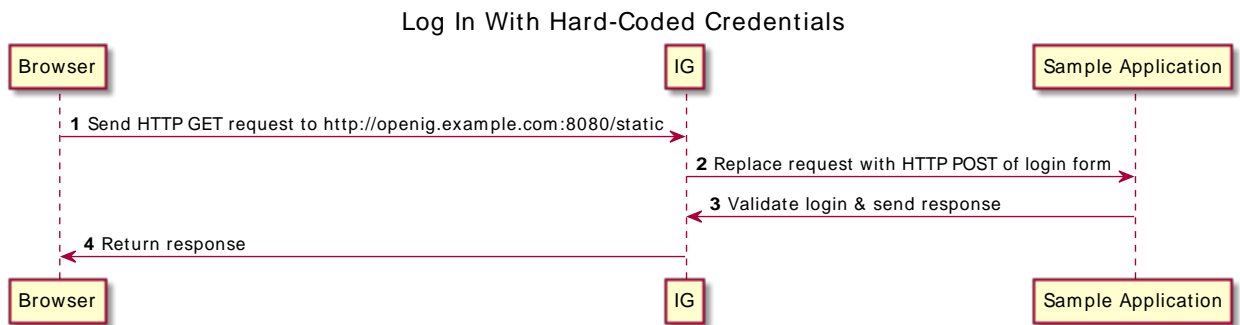 Log In With Hard-Coded Credentials
Browser IG Sample Application
1 Send HTTP GET request to http://openig.example.com:8080/static
2 Replace request with HTTP POST of login form
3 Validate login & send response
4 Return response
Browser IG Sample Application